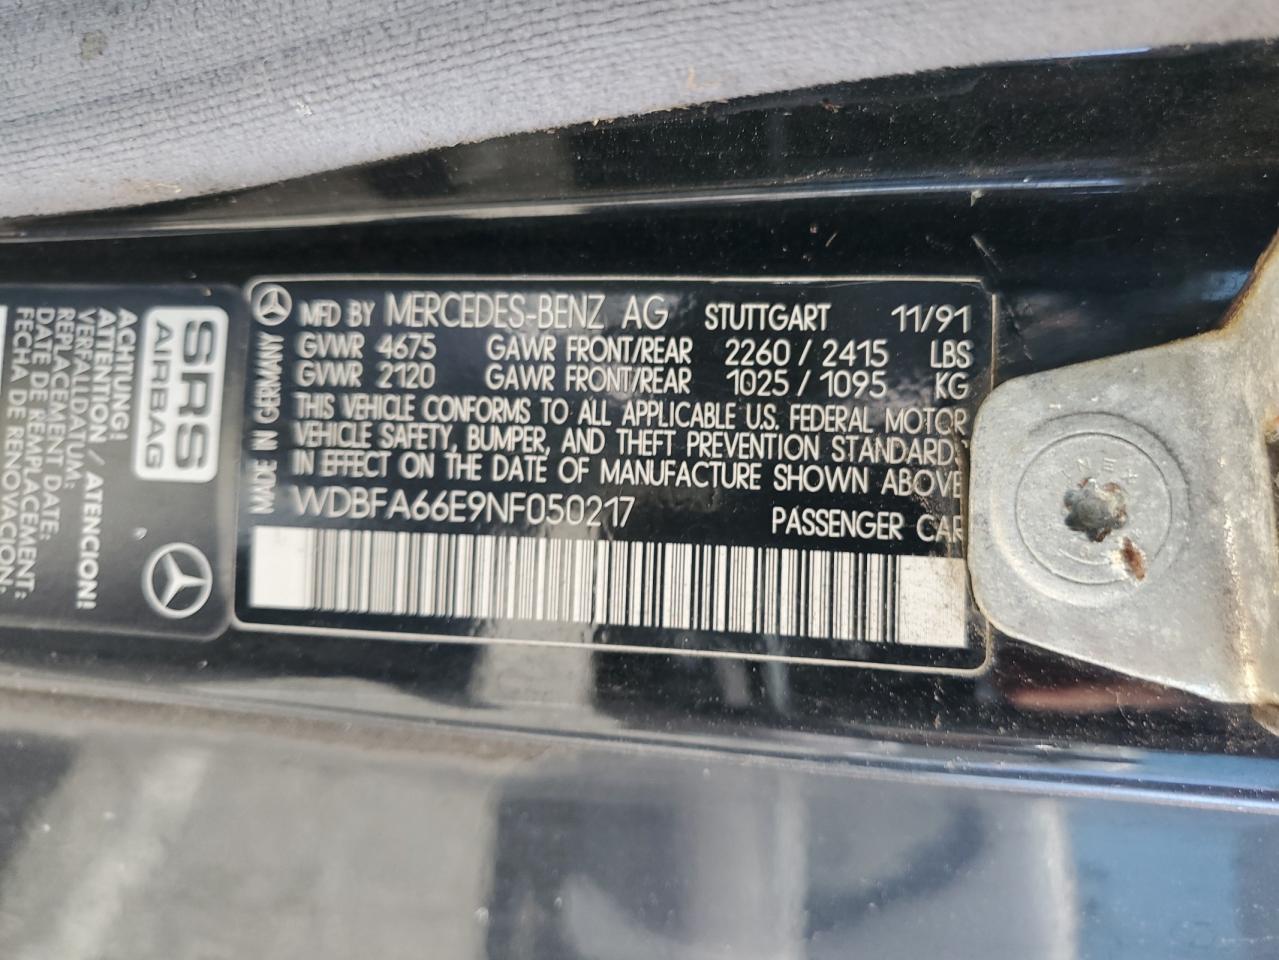 MFD BY MERCEDES-BENZ AG STUTTGART 11/91
GVWR 4675 GAWR FRONT/REAR 2260 / 2415 LBS
GVWR 2120 GAWR FRONT/REAR 1025 / 1095 KG
THIS VEHICLE CONFORMS TO ALL APPLICABLE U.S. FEDERAL MOTOR
VEHICLE SAFETY, BUMPER, AND THEFT PREVENTION STANDARDS
IN EFFECT ON THE DATE OF MANUFACTURE SHOWN ABOVE
WDBFA66E9NF050217 PASSENGER CAR
MADE IN GERMANY
SRS
AIRBAG
ACHTUNG!
ATTENTION / ATENCION!
VERFALLDATUM:
REPLACEMENT DATE:
DATE DE REMPLACEMENT:
FECHA DE RENOVACION: